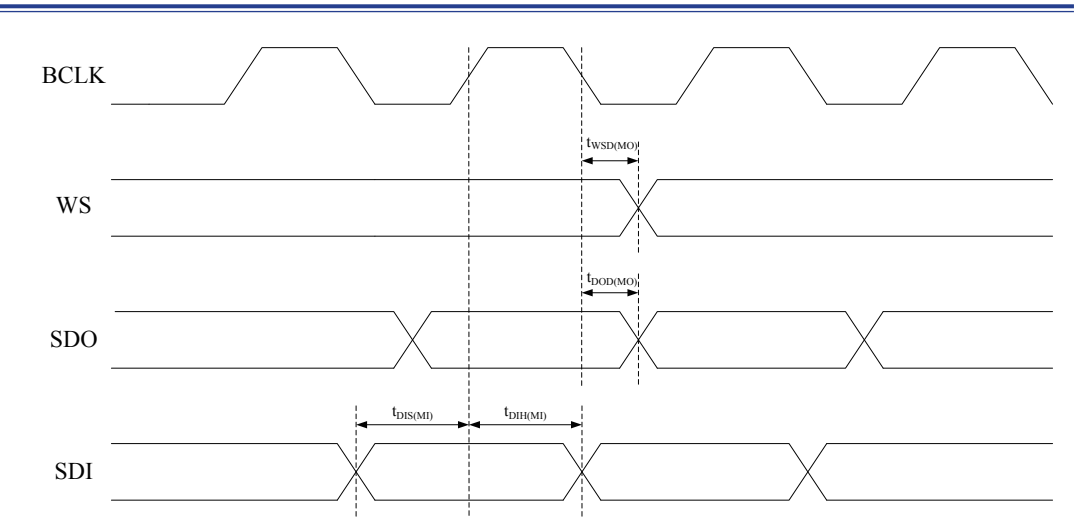 BCLK
tWSD(MO)
WS
tDOD(MO)
SDO
tDIS(MI) tDIH(MI)
SDI